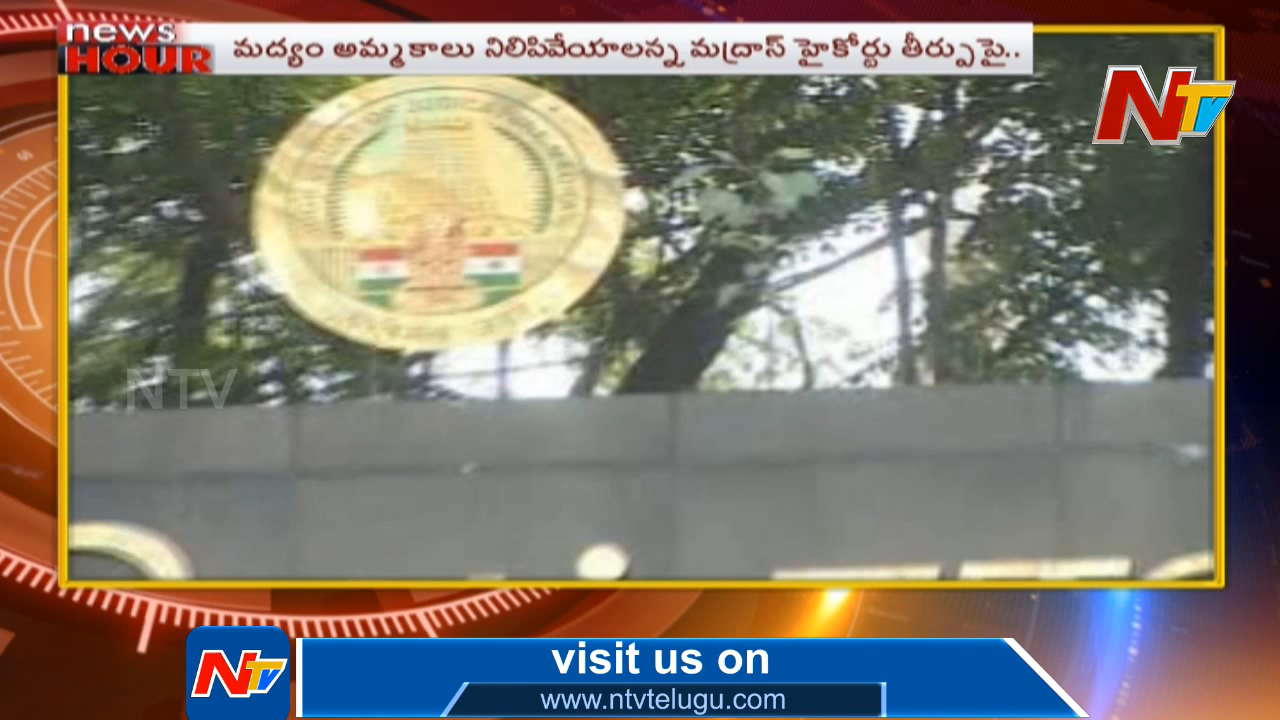 news
HOUR
మద్యం అమ్మకాలు నిలిపివేయాలన్న మద్రాస్ హైకోర్టు తీర్పుపై..
NTV
NTV
NTV
visit us on
www.ntvtelugu.com